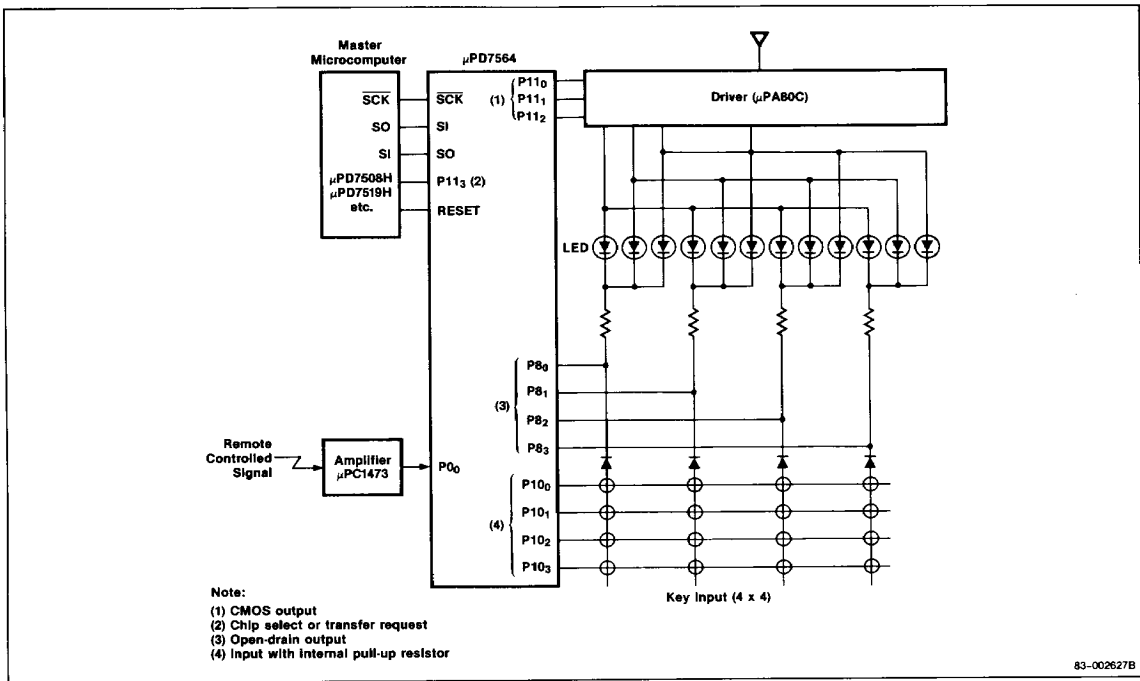 Master
Microcomputer
μPD7564
SCK
SCK
SO
SI
SI
SO
μPD7508H
μPD7519H
etc.
P11₃ (2)
RESET
(1)
P11₀
P11₁
P11₂
Driver (μPA80C)
LED
(3)
P8₀
P8₁
P8₂
P8₃
Remote
Controlled
Signal
Amplifier
μPC1473
P0₀
(4)
P10₀
P10₁
P10₂
P10₃
Key Input (4 x 4)
Note:
(1) CMOS output
(2) Chip select or transfer request
(3) Open-drain output
(4) Input with internal pull-up resistor
83-002627B